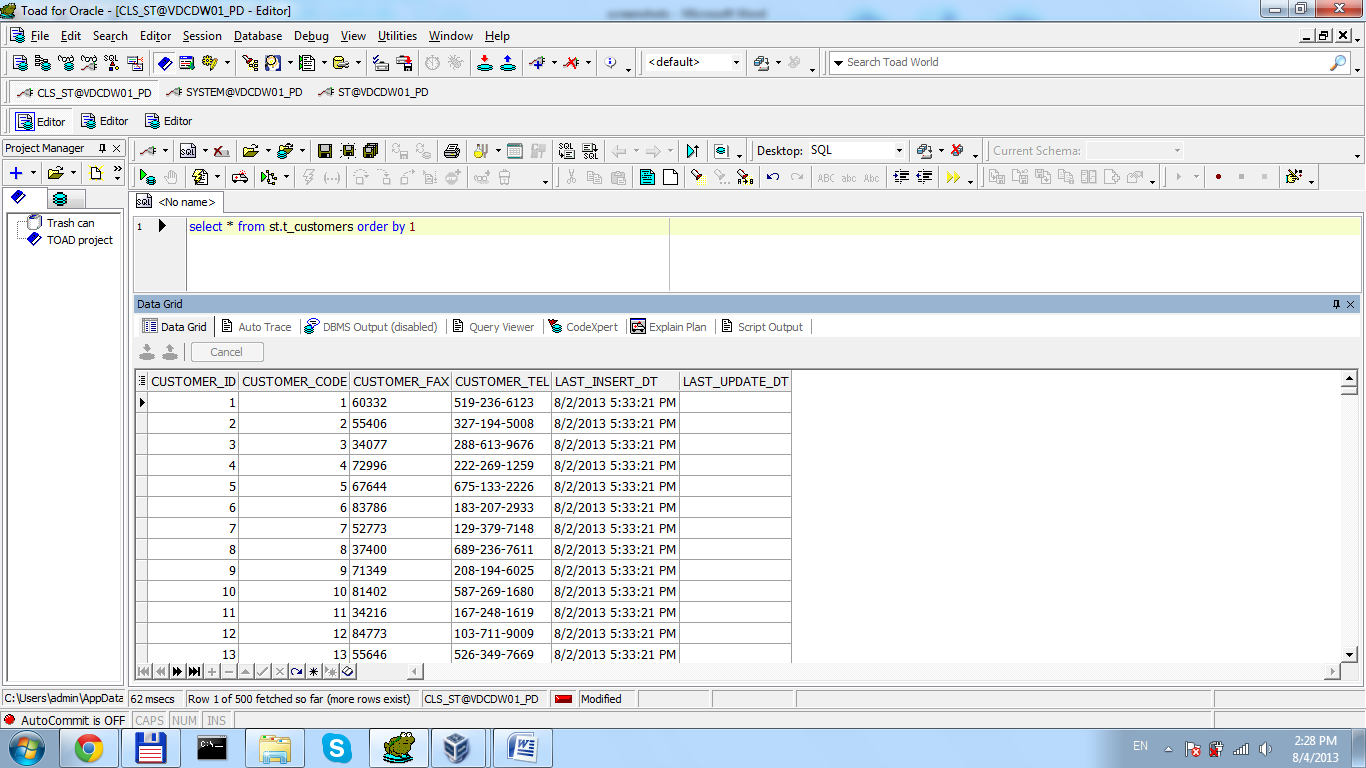 Toad for Oracle - [CLS_ST@VDCDW01_PD - Editor]
File Edit Search Editor Session Database Debug View Utilities Window Help
<default> Search Toad World
CLS_ST@VDCDW01_PD SYSTEM@VDCDW01_PD ST@VDCDW01_PD
Editor Editor Editor
Project Manager
Desktop: SQL Current Schema:
SQL <No name>
Trash can
TOAD project
1 select * from st.t_customers order by 1
Data Grid
Data Grid Auto Trace DBMS Output (disabled) Query Viewer CodeXpert Explain Plan Script Output
Cancel
CUSTOMER_ID CUSTOMER_CODE CUSTOMER_FAX CUSTOMER_TEL LAST_INSERT_DT LAST_UPDATE_DT
1 1 60332 519-236-6123 8/2/2013 5:33:21 PM
2 2 55406 327-194-5008 8/2/2013 5:33:21 PM
3 3 34077 288-613-9676 8/2/2013 5:33:21 PM
4 4 72996 222-269-1259 8/2/2013 5:33:21 PM
5 5 67644 675-133-2226 8/2/2013 5:33:21 PM
6 6 83786 183-207-2933 8/2/2013 5:33:21 PM
7 7 52773 129-379-7148 8/2/2013 5:33:21 PM
8 8 37400 689-236-7611 8/2/2013 5:33:21 PM
9 9 71349 208-194-6025 8/2/2013 5:33:21 PM
10 10 81402 587-269-1680 8/2/2013 5:33:21 PM
11 11 34216 167-248-1619 8/2/2013 5:33:21 PM
12 12 84773 103-711-9009 8/2/2013 5:33:21 PM
13 13 55646 526-349-7669 8/2/2013 5:33:21 PM
C:\Users\admin\AppData 62 msecs Row 1 of 500 fetched so far (more rows exist) CLS_ST@VDCDW01_PD Modified
AutoCommit is OFF CAPS NUM INS
EN 2:28 PM
8/4/2013